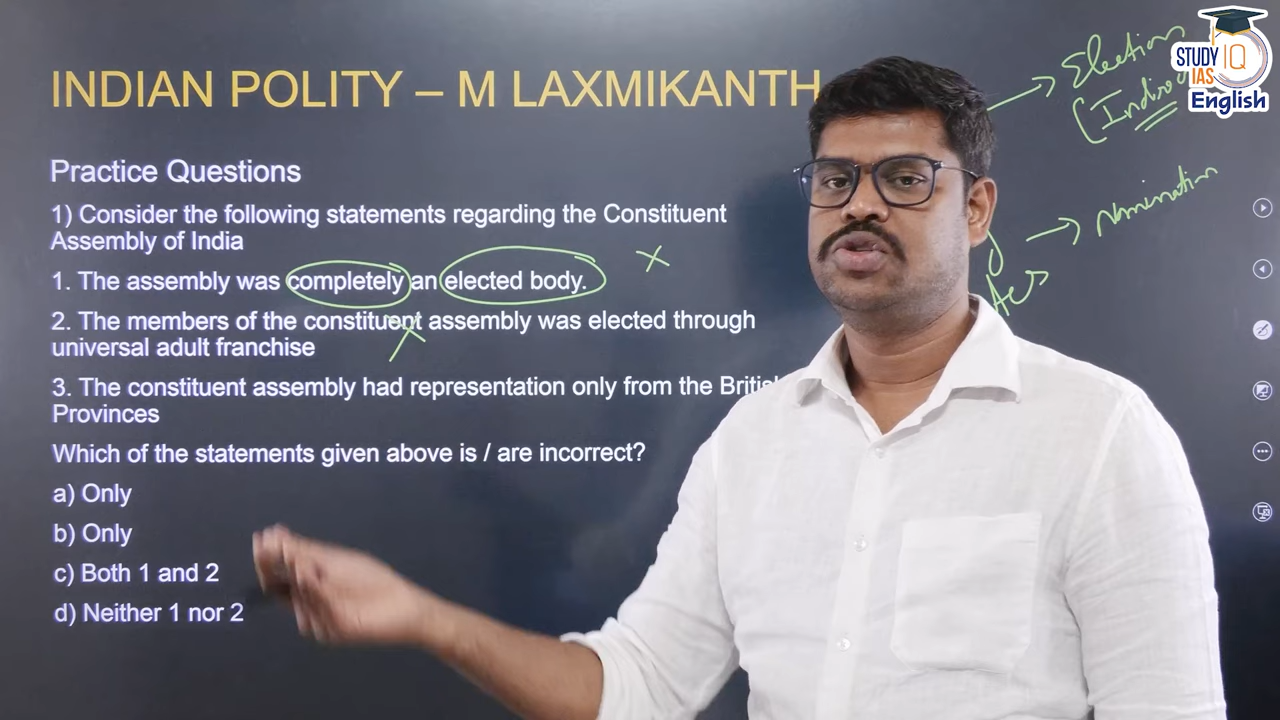 INDIAN POLITY – M LAXMIKANTH
Practice Questions
1) Consider the following statements regarding the Constituent
Assembly of India
1. The assembly was completely an elected body.
2. The members of the constituent assembly was elected through
universal adult franchise
3. The constituent assembly had representation only from the British
Provinces
Which of the statements given above is / are incorrect?
a) Only
b) Only
c) Both 1 and 2
d) Neither 1 nor 2
Election
Nomination
STUDY IQ
IAS
English